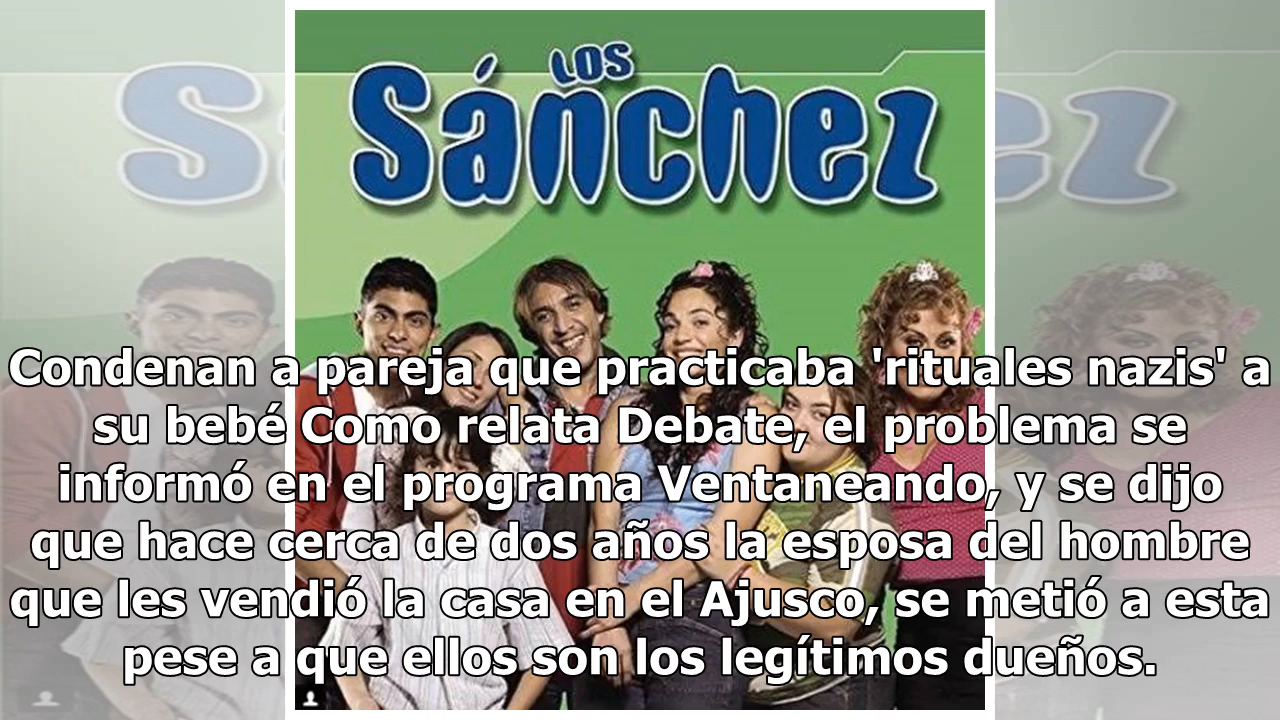 LOS
Sánchez
Condenan a pareja que practicaba 'rituales nazis' a
su bebé Como relata Debate, el problema se
informó en el programa Ventaneando, y se dijo
que hace cerca de dos años la esposa del hombre
que les vendió la casa en el Ajusco, se metió a esta
pese a que ellos son los legítimos dueños.